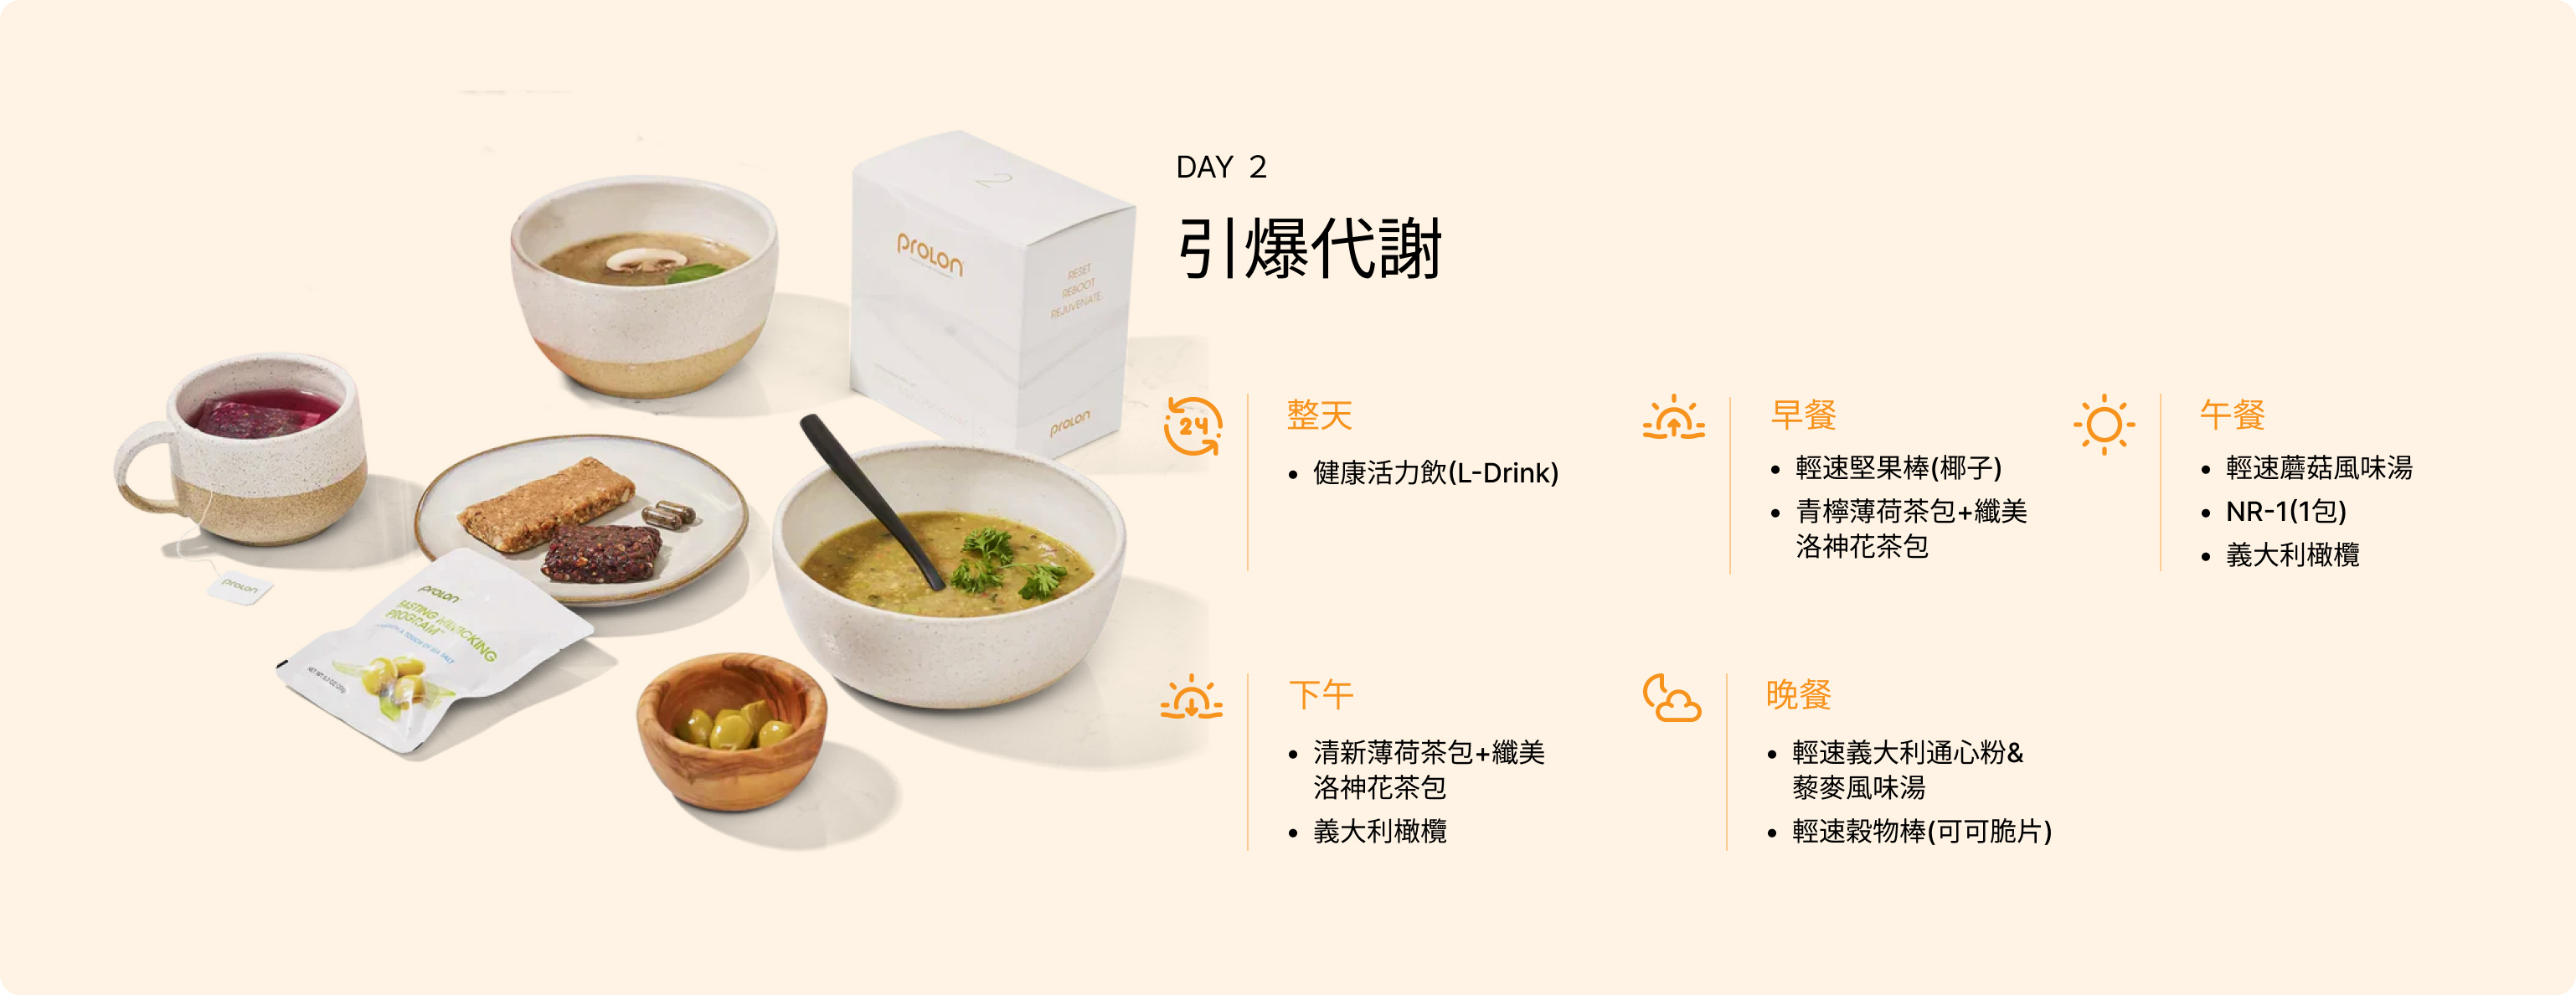 DAY 2
引爆代謝
整天
健康活力飲(L-Drink)
早餐
輕速堅果棒(椰子)
青檸薄荷茶包+纖美
洛神花茶包
午餐
輕速蘑菇風味湯
NR-1(1包)
義大利橄欖
下午
清新薄荷茶包+纖美
洛神花茶包
義大利橄欖
晚餐
輕速義大利通心粉&
藜麥風味湯
輕速穀物棒(可可脆片)
24
2
PROLON
RESET
REBOOT
REJUVENATE
PROLON
PROLON
PROLON
FASTING MIMICKING
PROGRAM